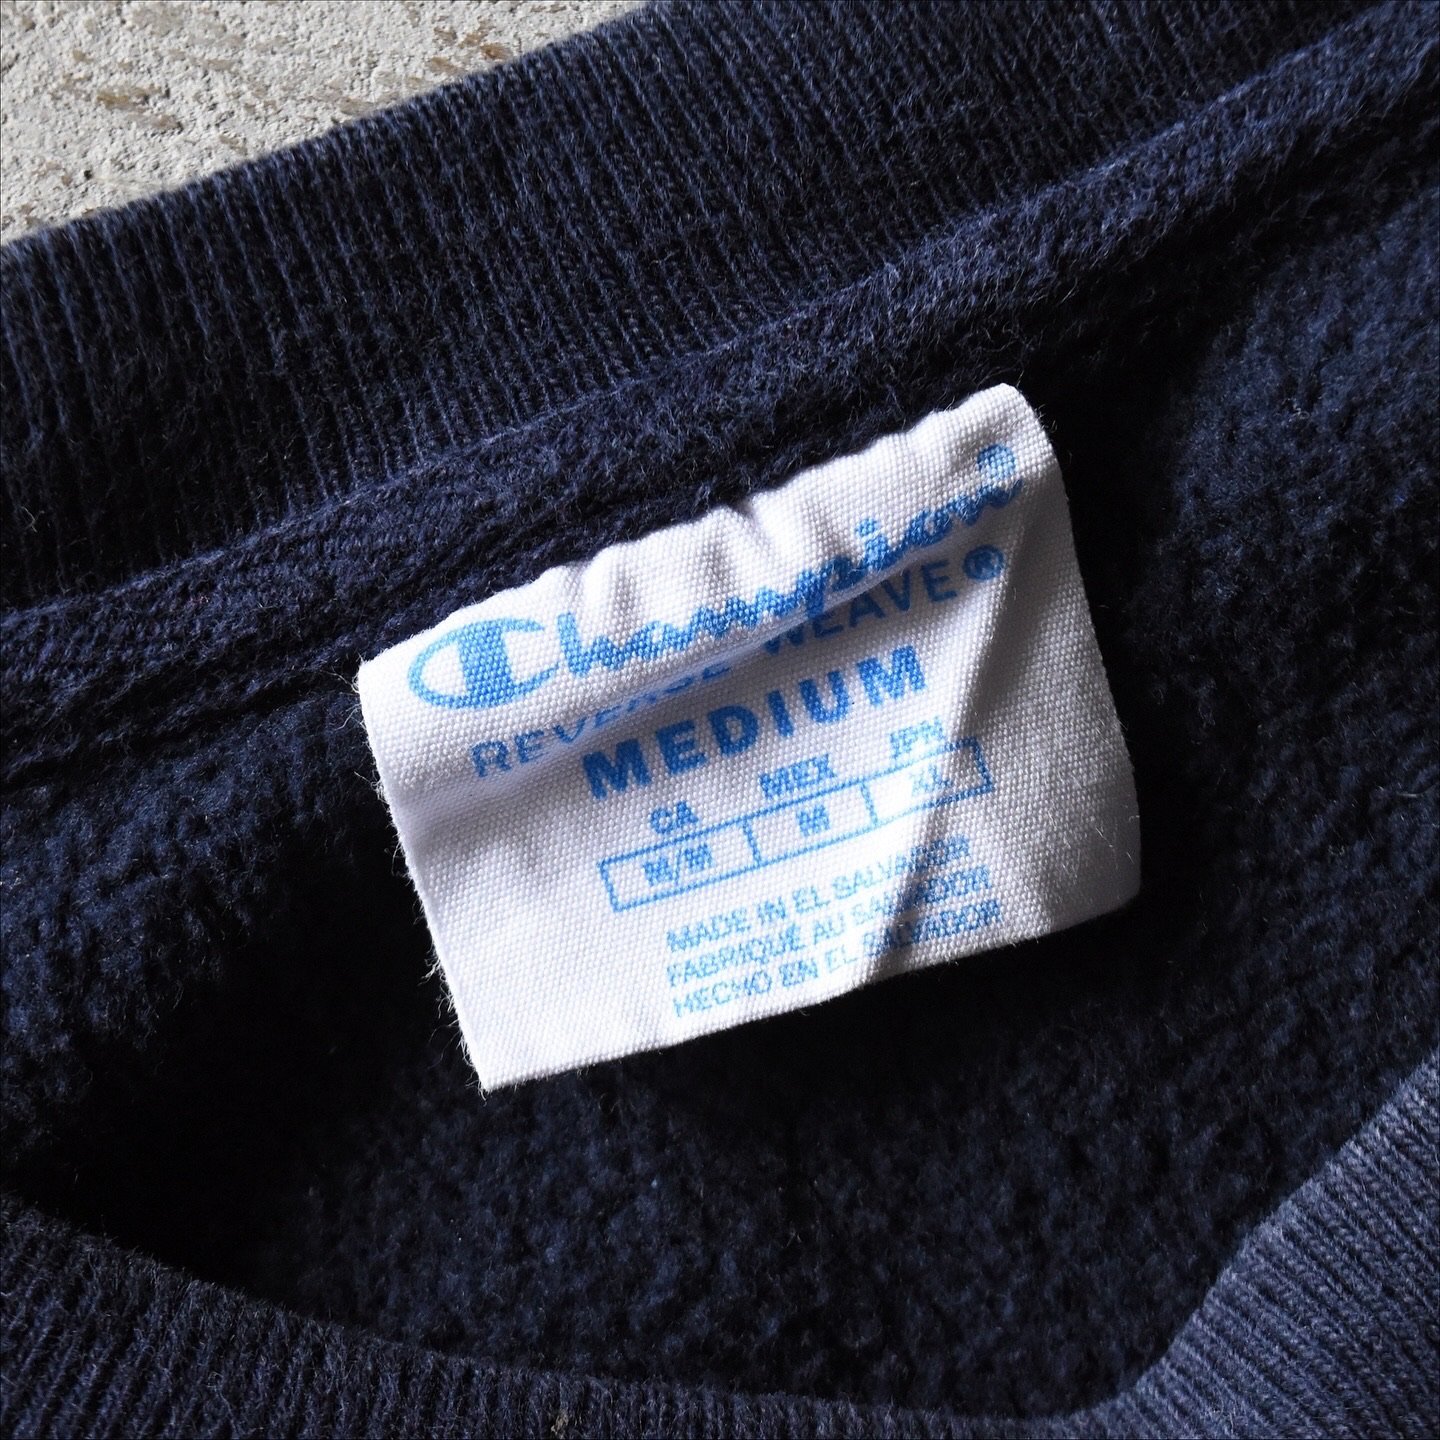 Champion®
REVERSE WEAVE®
MEDIUM
CA MEX JPN
M/M M XL
MADE IN EL SALVADOR
FABRIQUÉ AU SALVADOR
HECHO EN EL SALVADOR